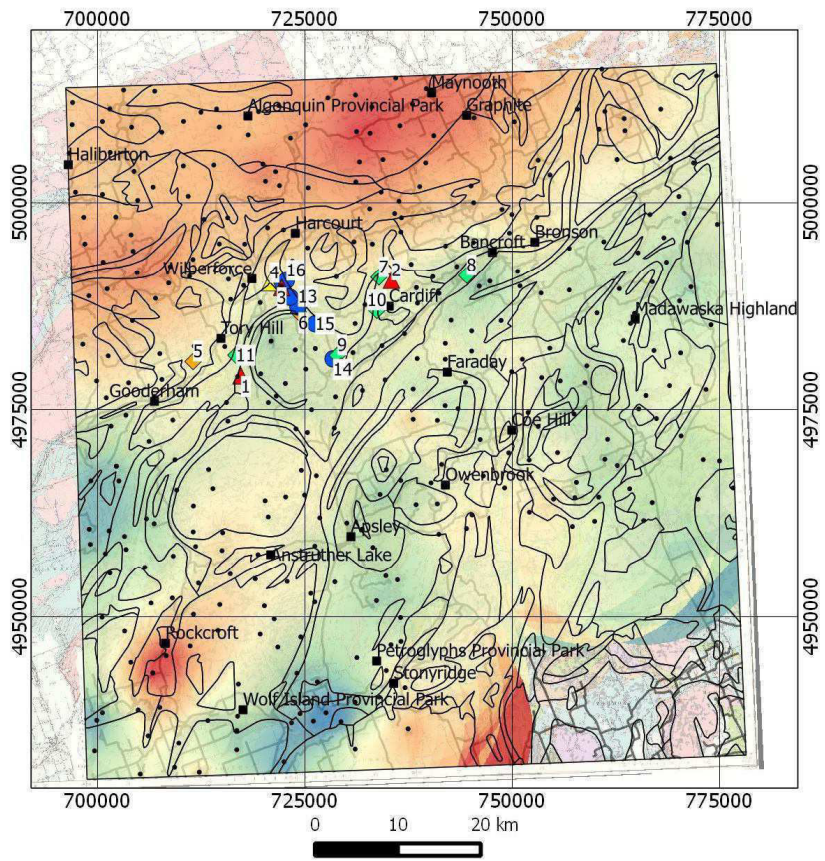 700000 725000 750000 775000
Maynooth
Algonquin Provincial Park Graphite
Haliburton
5000000 5000000
Harcourt Bronson
Bancroft
Wilberforce 4 16 7 2 8
3 13 10 Cardiff Madawaska Highland
Tory Hill 6 15
5 11 9
14 Faraday
Gooderham 1
4975000 4975000
Coe Hill
Owenbrook
Apsley
Anstruther Lake
4950000 4950000
Rockcroft
Petroglyphs Provincial Park
Stonyridge
Wolf Island Provincial Park
700000 725000 750000 775000
0 10 20 km